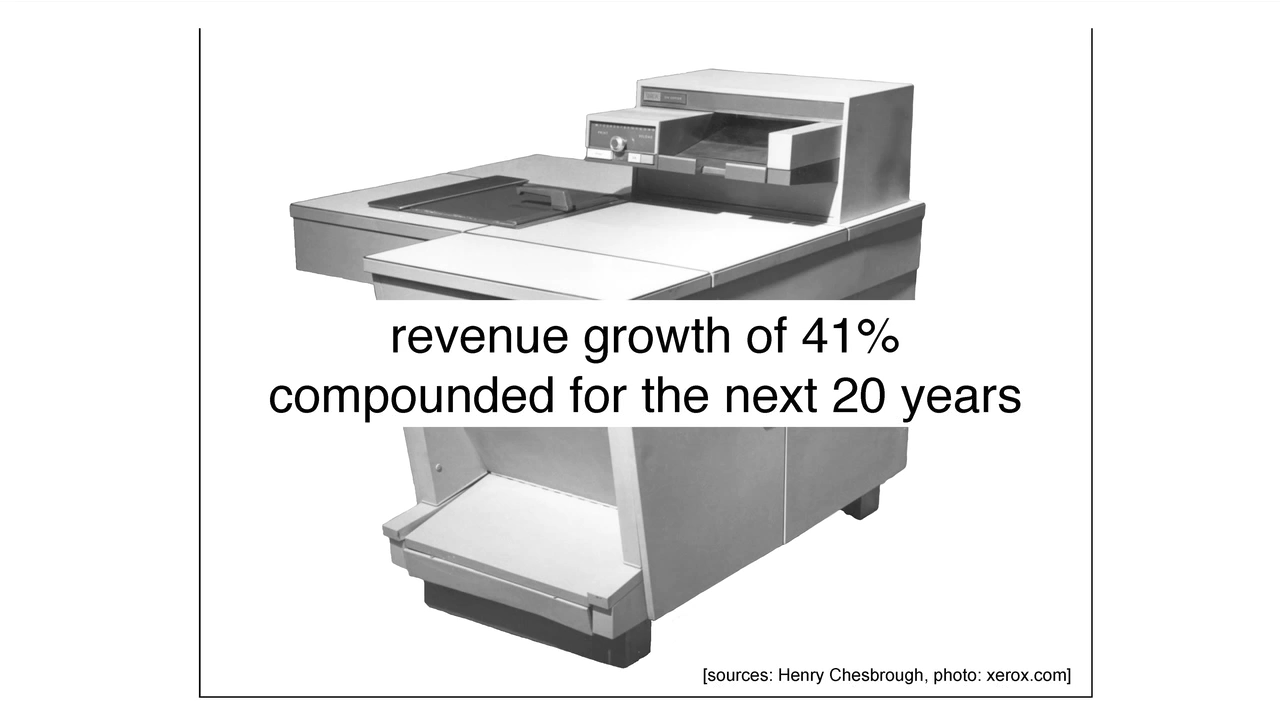 revenue growth of 41%
compounded for the next 20 years
[sources: Henry Chesbrough, photo: xerox.com]